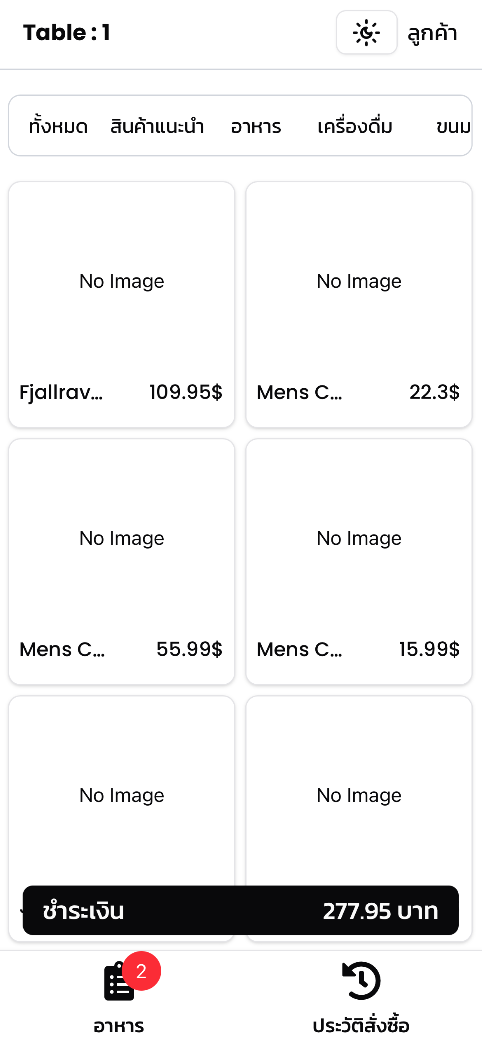 Table : 1
ลูกค้า
ทั้งหมด สินค้าแนะนำ อาหาร เครื่องดื่ม ขนม
No Image No Image
Fjallrav... 109.95$ Mens C... 22.3$
No Image No Image
Mens C... 55.99$ Mens C... 15.99$
No Image No Image
ชำระเงิน 277.95 บาท
2
อาหาร ประวัติสั่งซื้อ